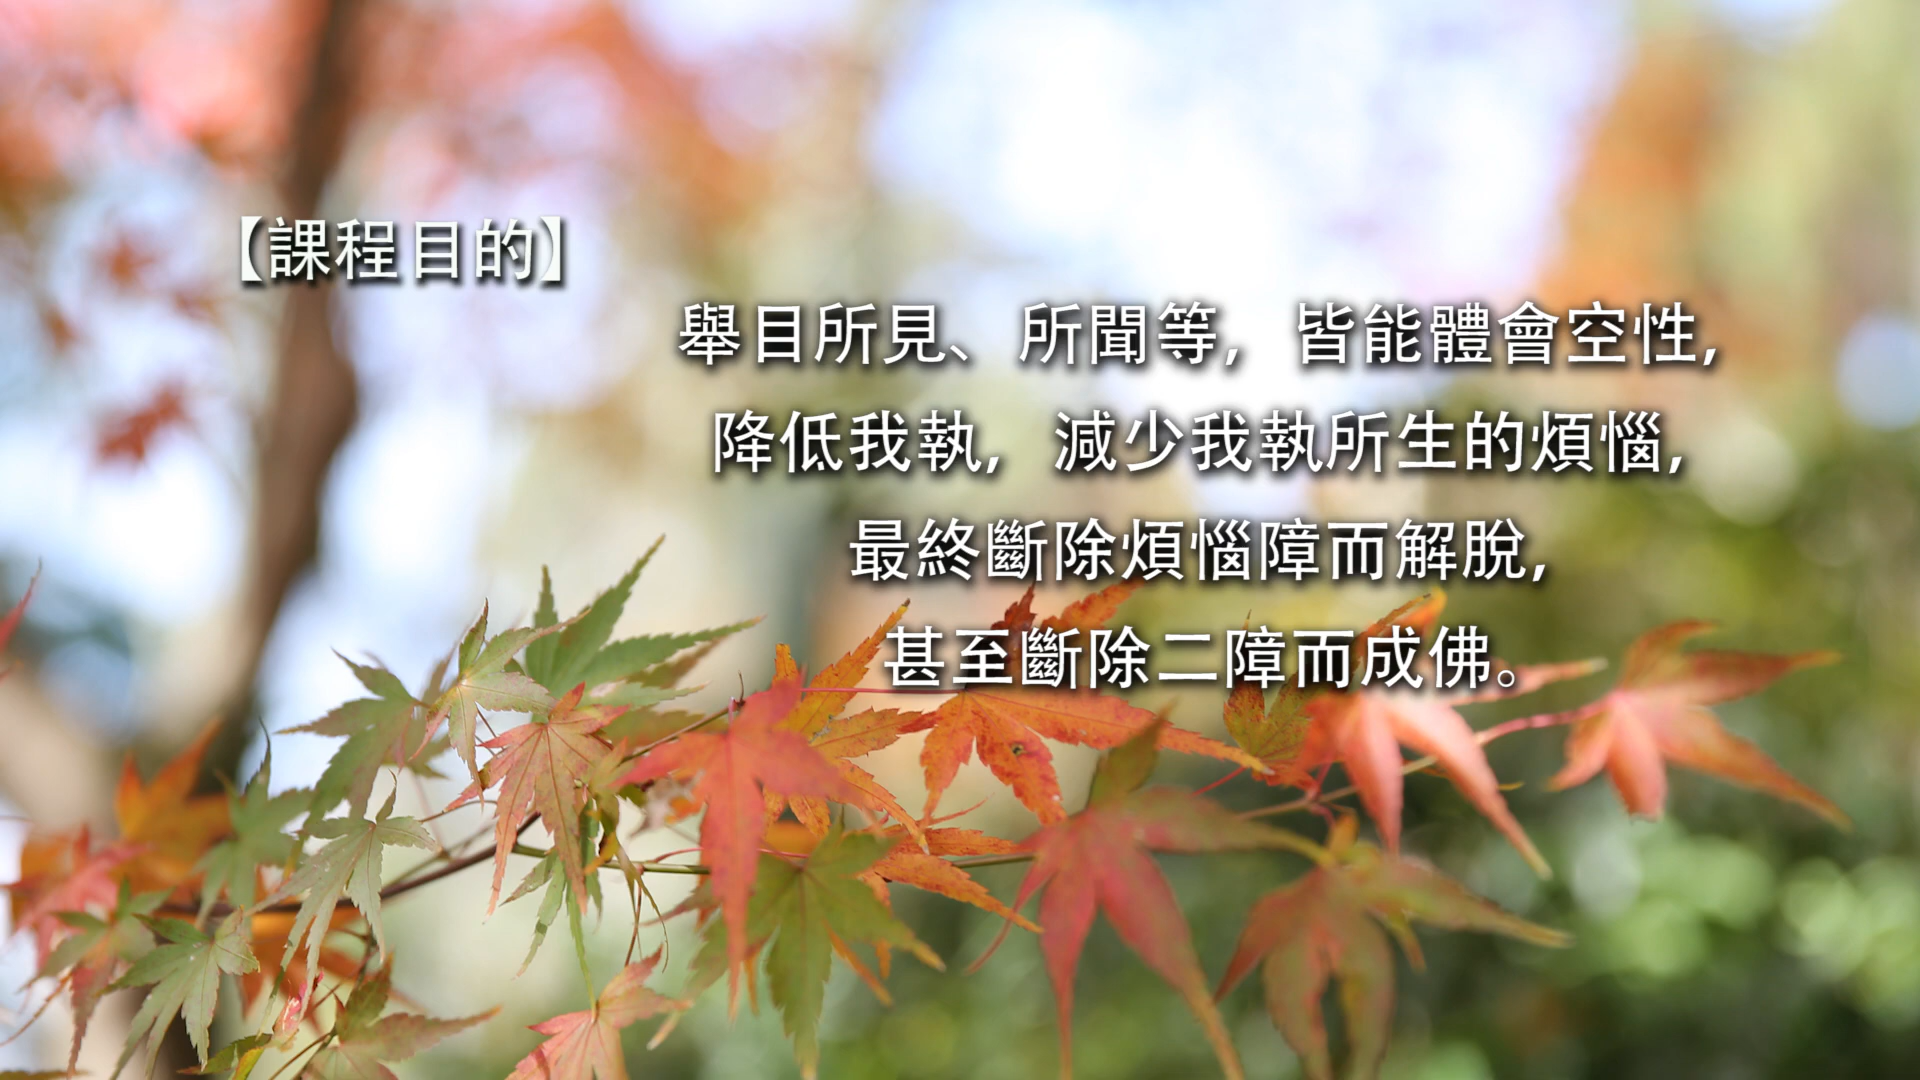 【課程目的】
舉目所見、所聞等，皆能體會空性，
降低我執，減少我執所生的煩惱，
最終斷除煩惱障而解脫，
甚至斷除二障而成佛。